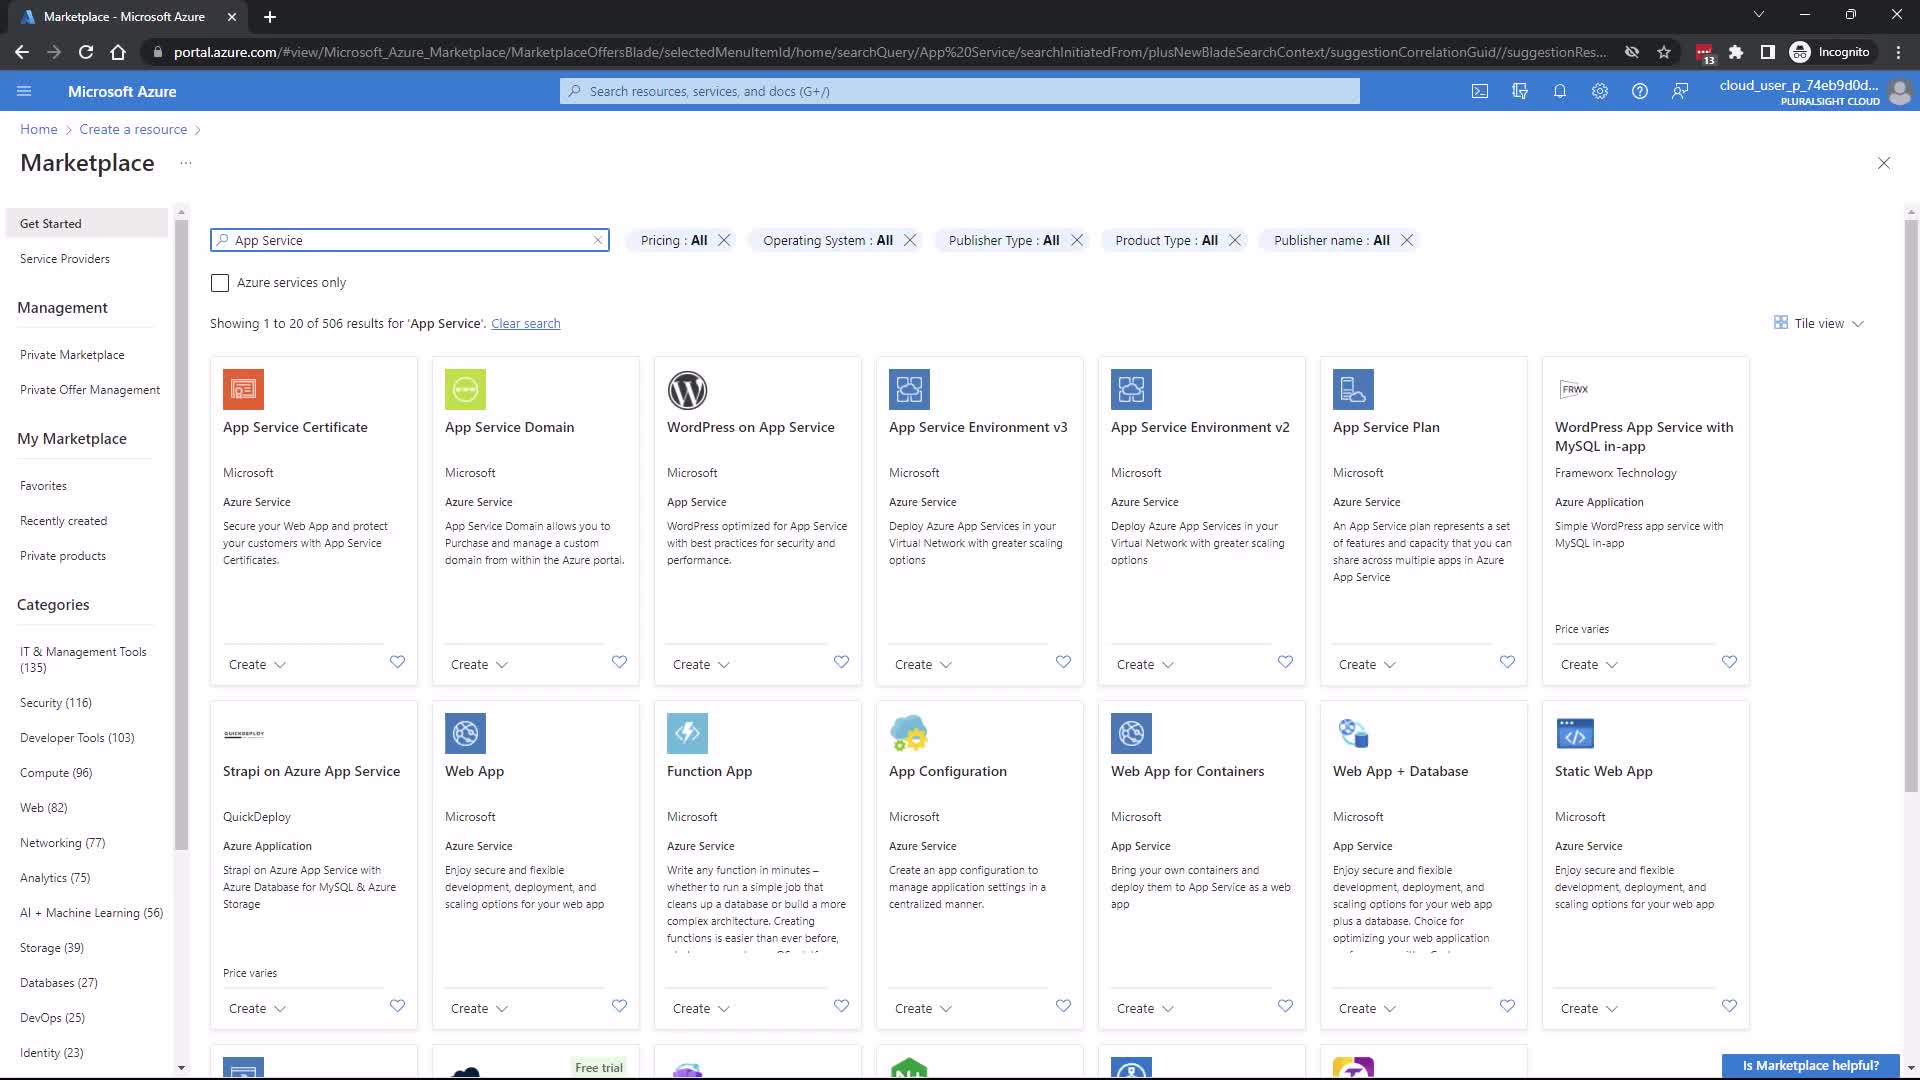 Marketplace - Microsoft Azure
portal.azure.com/#view/Microsoft_Azure_Marketplace/MarketplaceOffersBlade/selectedMenuItemId/home/searchQuery/App%20Service/searchInitiatedFrom/plusNewBladeSearchContext/suggestionCorrelationGuid//suggestionRes...
13
Incognito
Microsoft Azure
Search resources, services, and docs (G+/)
cloud_user_p_74eb9d0d...
PLURALSIGHT CLOUD
Home
Create a resource
Marketplace
...
Get Started
Service Providers
Management
Private Marketplace
Private Offer Management
My Marketplace
Favorites
Recently created
Private products
Categories
IT & Management Tools
(135)
Security (116)
Developer Tools (103)
Compute (96)
Web (82)
Networking (77)
Analytics (75)
AI + Machine Learning (56)
Storage (39)
Databases (27)
DevOps (25)
Identity (23)
App Service
Pricing : All
Operating System : All
Publisher Type : All
Product Type : All
Publisher name : All
Azure services only
Showing 1 to 20 of 506 results for 'App Service'. Clear search
Tile view
App Service Certificate
Microsoft
Azure Service
Secure your Web App and protect
your customers with App Service
Certificates.
Create
App Service Domain
Microsoft
Azure Service
App Service Domain allows you to
Purchase and manage a custom
domain from within the Azure portal.
Create
WordPress on App Service
Microsoft
App Service
WordPress optimized for App Service
with best practices for security and
performance.
Create
App Service Environment v3
Microsoft
Azure Service
Deploy Azure App Services in your
Virtual Network with greater scaling
options
Create
App Service Environment v2
Microsoft
Azure Service
Deploy Azure App Services in your
Virtual Network with greater scaling
options
Create
App Service Plan
Microsoft
Azure Service
An App Service plan represents a set
of features and capacity that you can
share across multiple apps in Azure
App Service
Create
FRWX
WordPress App Service with
MySQL in-app
Frameworx Technology
Azure Application
Simple WordPress app service with
MySQL in-app
Price varies
Create
QUICKDEPLOY
Strapi on Azure App Service
QuickDeploy
Azure Application
Strapi on Azure App Service with
Azure Database for MySQL & Azure
Storage
Price varies
Create
Web App
Microsoft
Azure Service
Enjoy secure and flexible
development, deployment, and
scaling options for your web app
Create
Function App
Microsoft
Azure Service
Write any function in minutes –
whether to run a simple job that
cleans up a database or build a more
complex architecture. Creating
functions is easier than ever before,
Create
App Configuration
Microsoft
Azure Service
Create an app configuration to
manage application settings in a
centralized manner.
Create
Web App for Containers
Microsoft
App Service
Bring your own containers and
deploy them to App Service as a web
app
Create
Web App + Database
Microsoft
App Service
Enjoy secure and flexible
development, deployment, and
scaling options for your web app
plus a database. Choice for
optimizing your web application
Create
Static Web App
Microsoft
Azure Service
Enjoy secure and flexible
development, deployment, and
scaling options for your web app
Create
Free trial
Is Marketplace helpful?